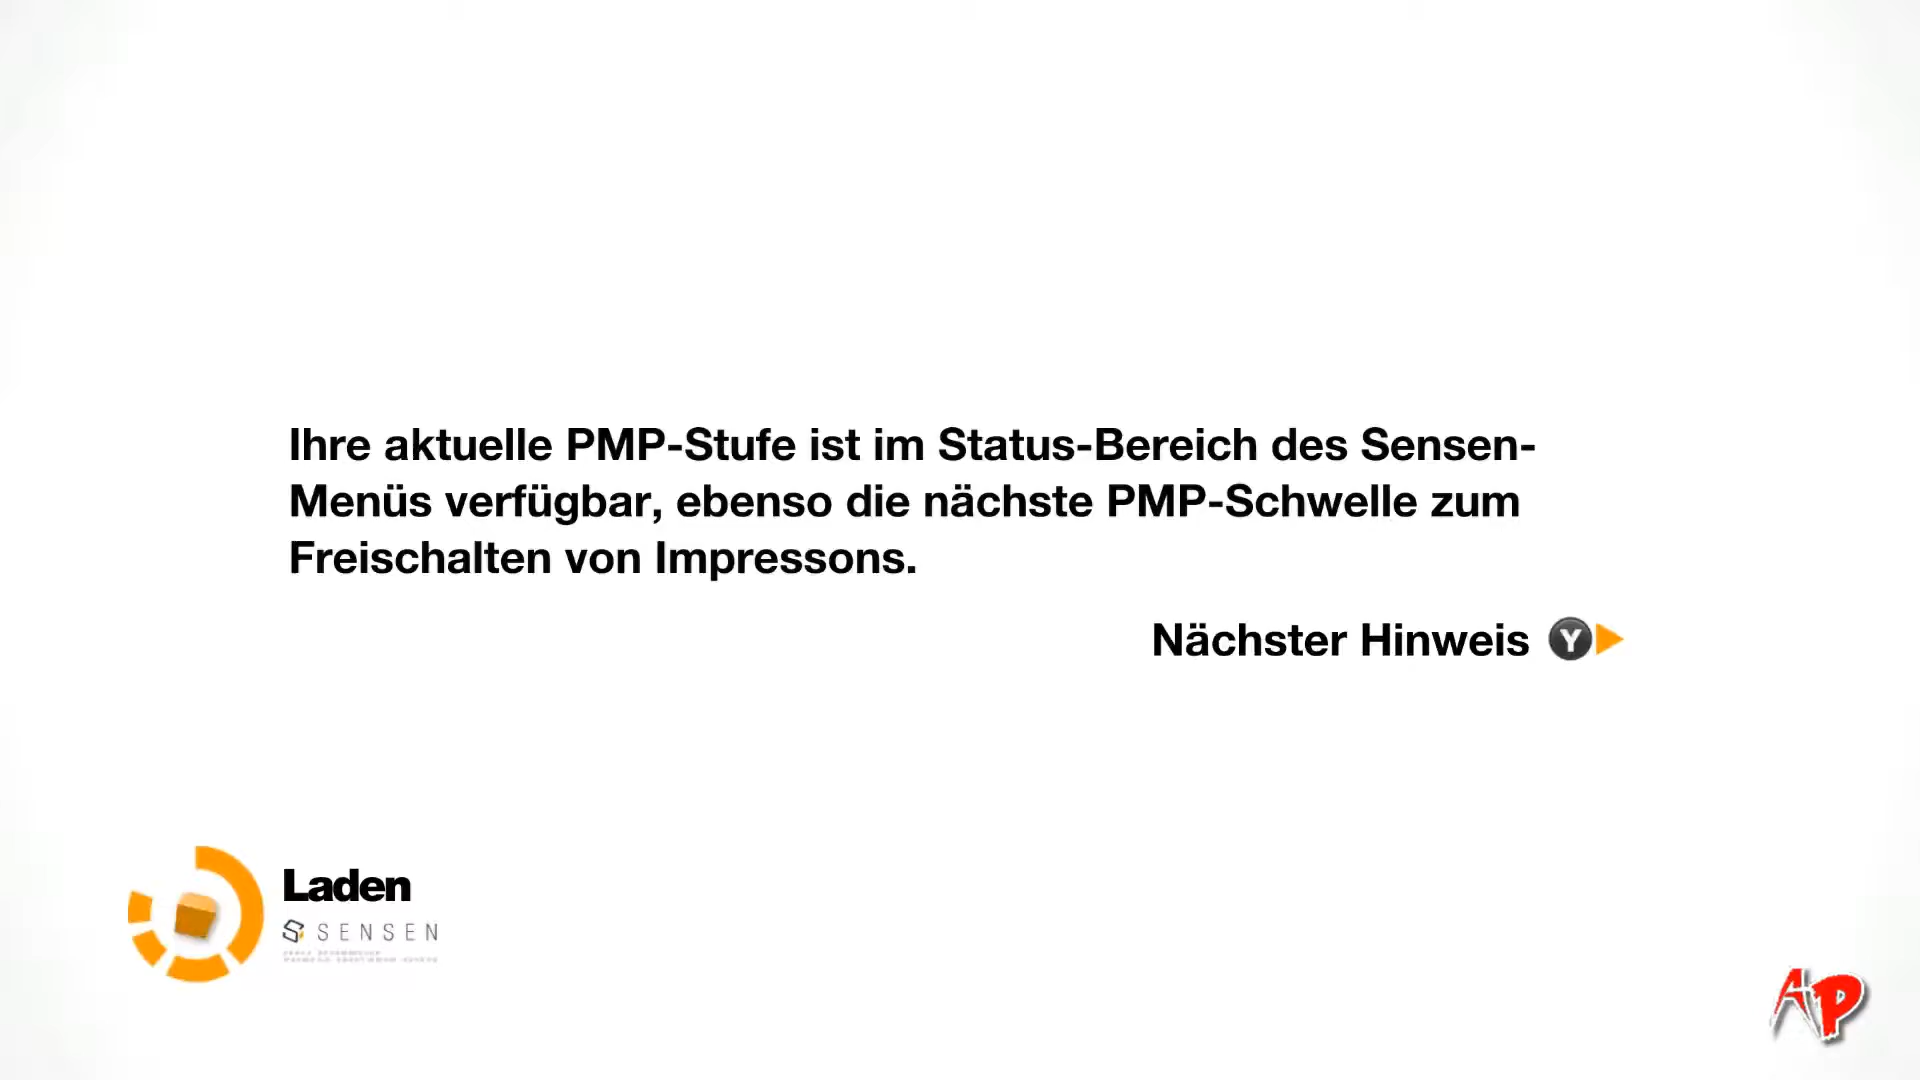 Ihre aktuelle PMP-Stufe ist im Status-Bereich des Sensen-
Menüs verfügbar, ebenso die nächste PMP-Schwelle zum
Freischalten von Impressons.
Nächster Hinweis Y
Laden
SENSEN
AP